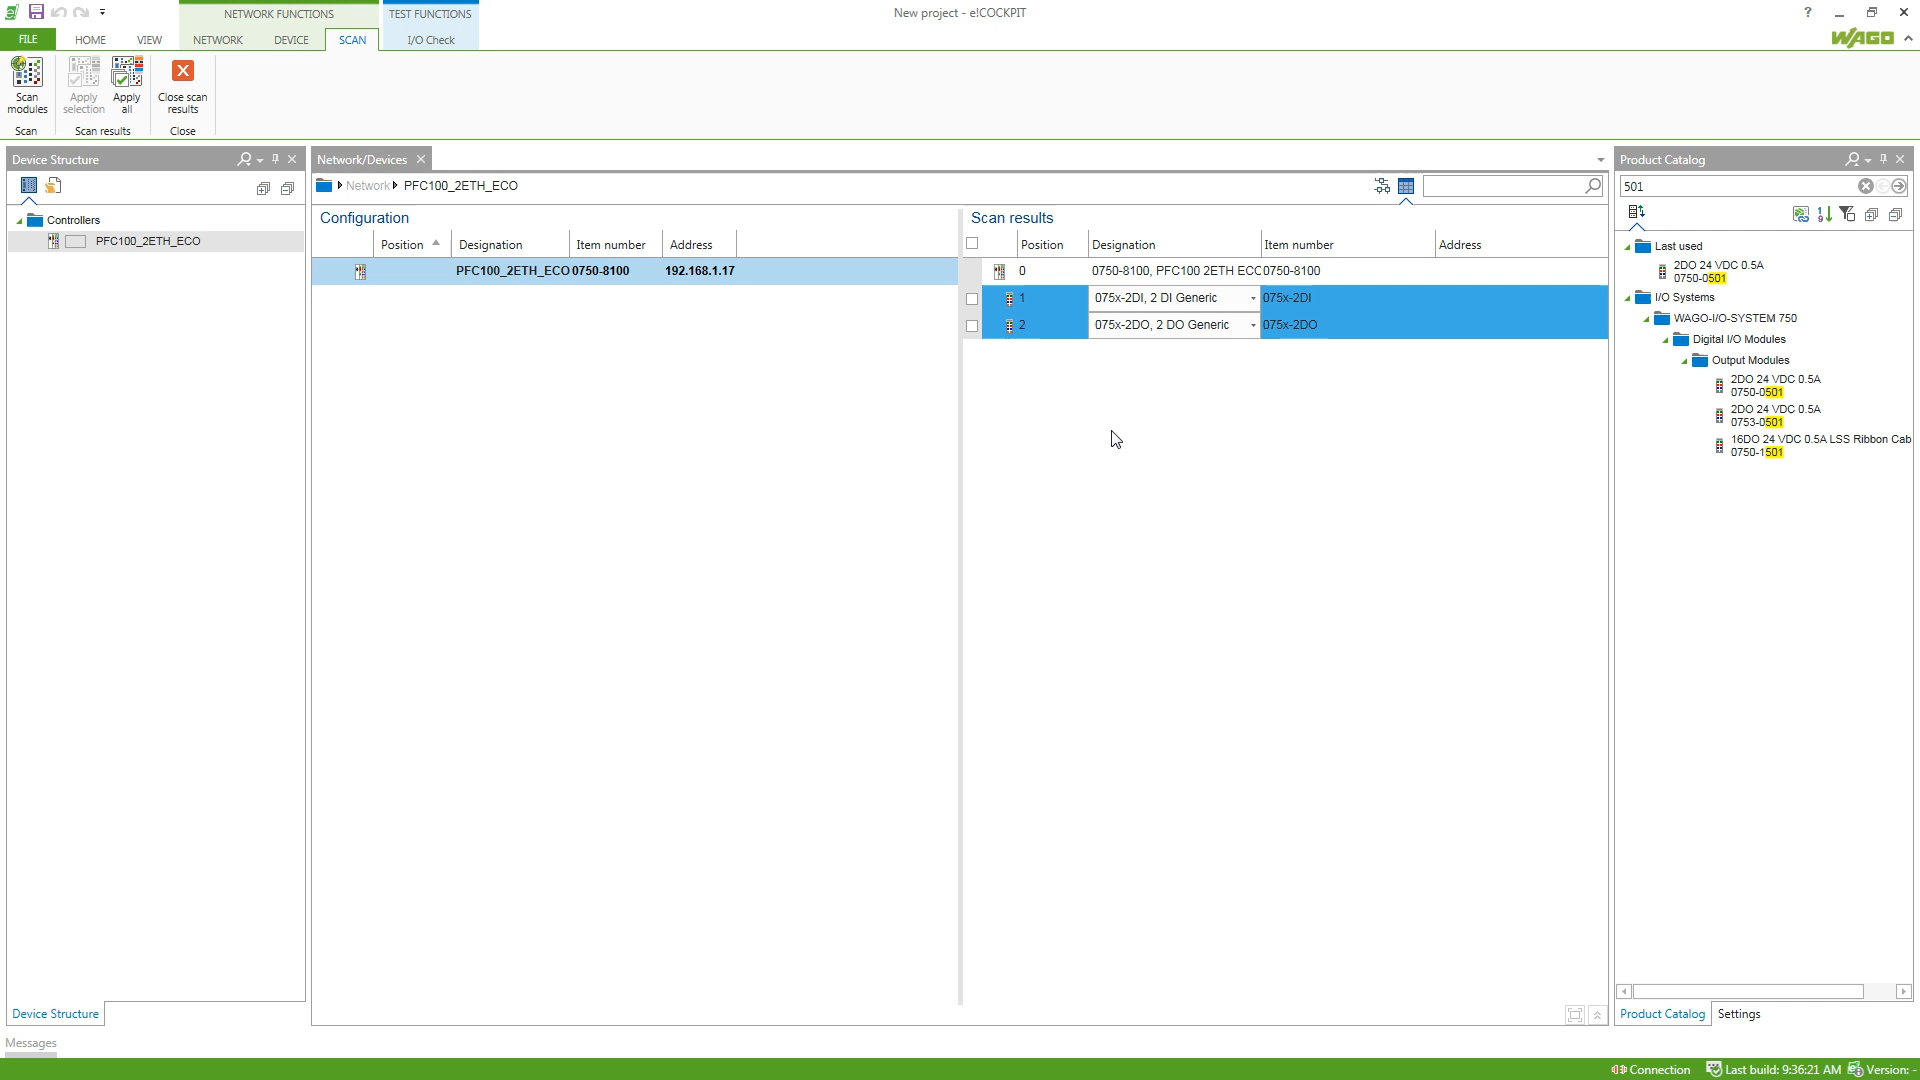 NETWORK FUNCTIONS TEST FUNCTIONS New project - e!COCKPIT ?
FILE HOME VIEW NETWORK DEVICE SCAN I/O Check WAGO
Scan modules
Apply selection
Apply all
Close scan results
Scan Scan results Close
Device Structure
Controllers
PFC100_2ETH_ECO
Device Structure
Network/Devices
Network PFC100_2ETH_ECO
Configuration
Position Designation Item number Address
PFC100_2ETH_ECO 0750-8100 192.168.1.17
Scan results
Position Designation Item number Address
0 0750-8100, PFC100 2ETH ECC 0750-8100
1 075x-2DI, 2 DI Generic 075x-2DI
2 075x-2DO, 2 DO Generic 075x-2DO
Product Catalog
501
Last used
2DO 24 VDC 0.5A
0750-0501
I/O Systems
WAGO-I/O-SYSTEM 750
Digital I/O Modules
Output Modules
2DO 24 VDC 0.5A
0750-0501
2DO 24 VDC 0.5A
0753-0501
16DO 24 VDC 0.5A LSS Ribbon Cab
0750-1501
Product Catalog Settings
Messages
Connection Last build: 9:36:21 AM Version: -